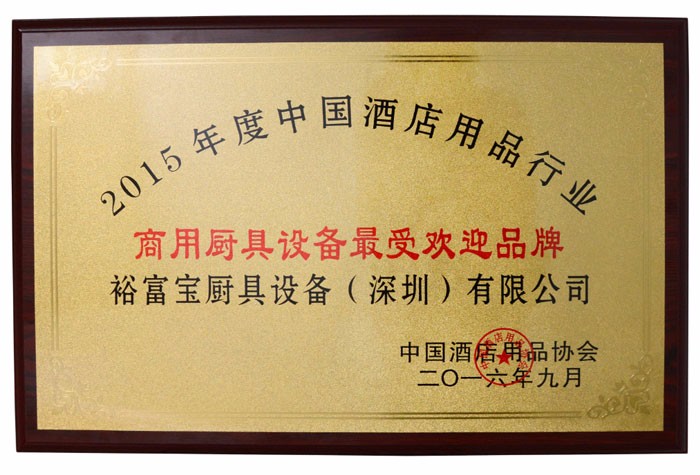 2015年度中国酒店用品行业
商用厨具设备最受欢迎品牌
裕富宝厨具设备（深圳）有限公司
中国酒店用品协会
二〇一六年九月